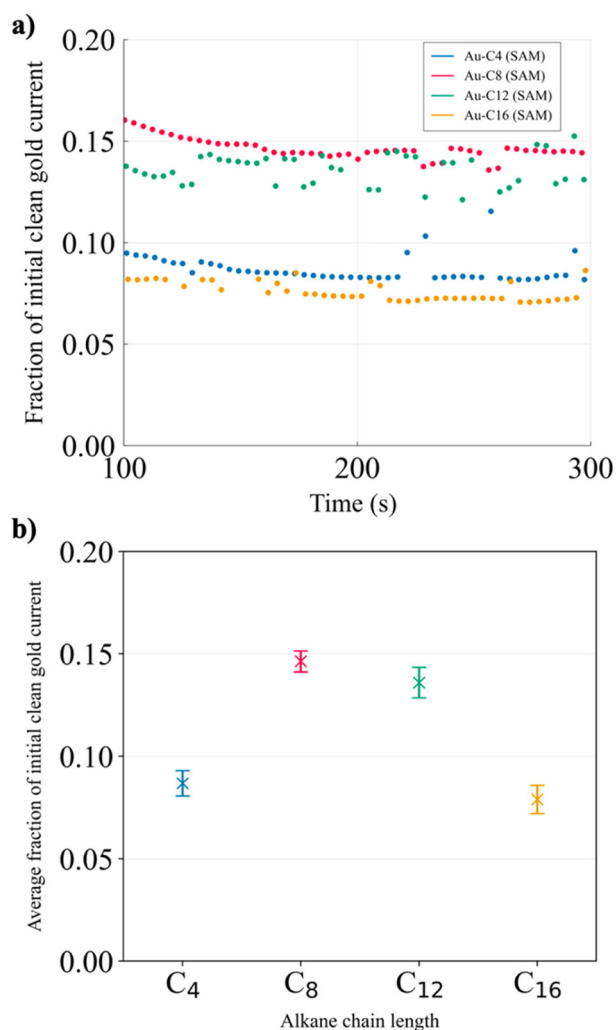 a)
Fraction of initial clean gold current
0.20
0.15
0.10
0.05
0.00
Au-C4 (SAM)
Au-C8 (SAM)
Au-C12 (SAM)
Au-C16 (SAM)
100
200
300
Time (s)
b)
Average fraction of initial clean gold current
0.20
0.15
0.10
0.05
0.00
C₄
C₈
C₁₂
C₁₆
Alkane chain length